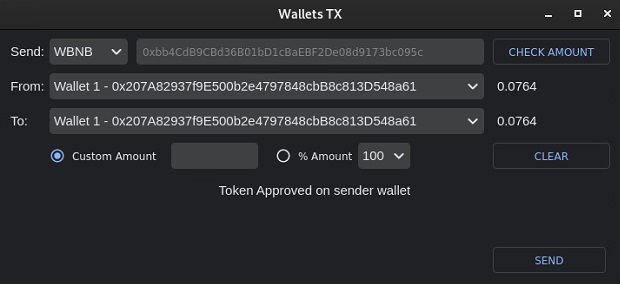 Wallets TX
Send: WBNB 0xbb4CdB9CBd36B01bD1cBaEBF2De08d9173bc095c CHECK AMOUNT
From: Wallet 1 - 0x207A82937f9E500b2e4797848cbB8c813D548a61 0.0764
To: Wallet 1 - 0x207A82937f9E500b2e4797848cbB8c813D548a61 0.0764
Custom Amount % Amount 100 CLEAR
Token Approved on sender wallet
SEND